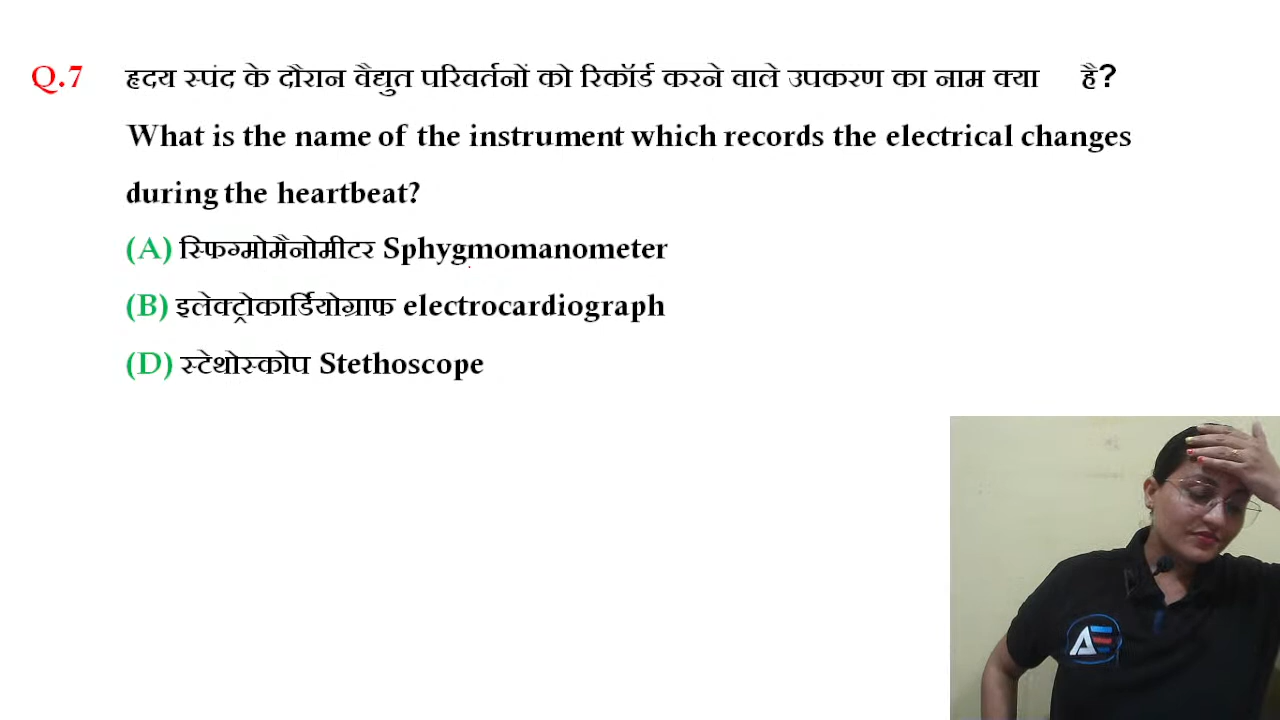 Q.7 हृदय स्पंद के दौरान वैद्युत परिवर्तनों को रिकॉर्ड करने वाले उपकरण का नाम क्या है?
What is the name of the instrument which records the electrical changes
during the heartbeat?
(A) स्फिग्मोमैनोमीटर Sphygmomanometer
(B) इलेक्ट्रोकार्डियोग्राफ electrocardiograph
(D) स्टेथोस्कोप Stethoscope
AE